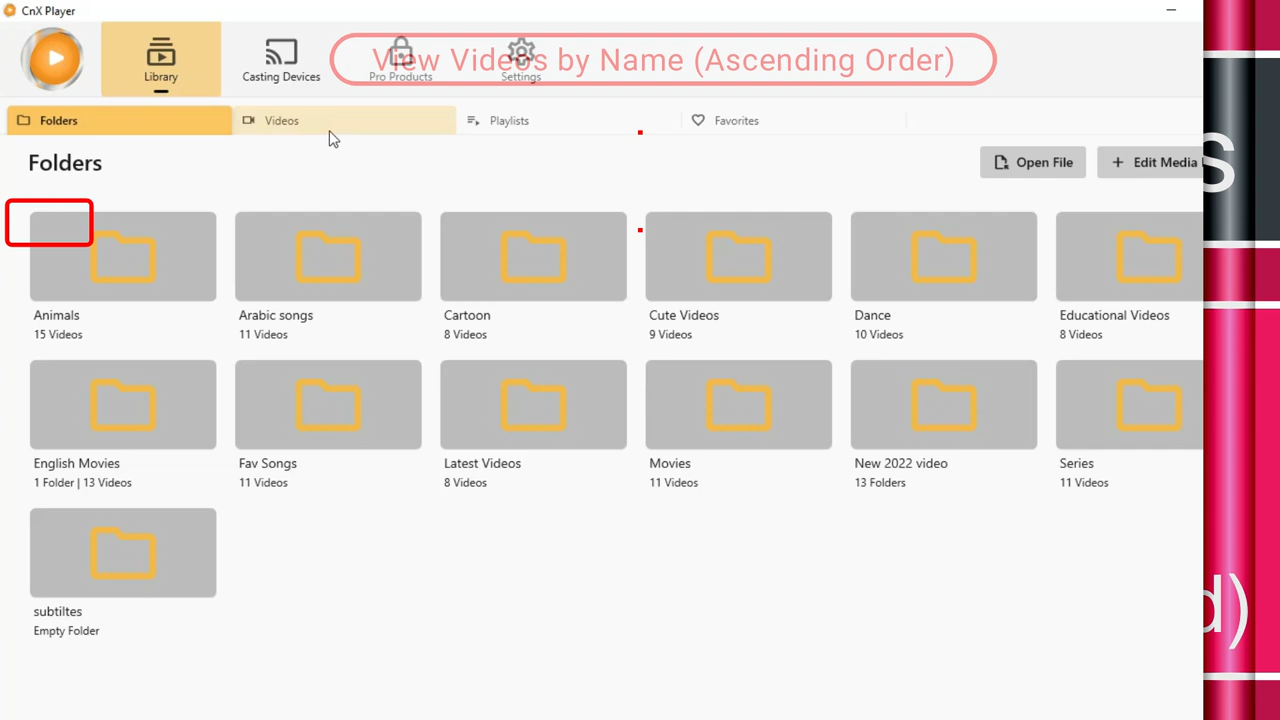 CnX Player
View Videos by Name (Ascending Order)
Library
Casting Devices
Pro Products
Settings
Folders
Videos
Playlists
Favorites
Folders
Open File
Edit Media
Animals
15 Videos
Arabic songs
11 Videos
Cartoon
8 Videos
Cute Videos
9 Videos
Dance
10 Videos
Educational Videos
8 Videos
English Movies
1 Folder | 13 Videos
Fav Songs
11 Videos
Latest Videos
8 Videos
Movies
11 Videos
New 2022 video
13 Folders
Series
11 Videos
subtiltes
Empty Folder